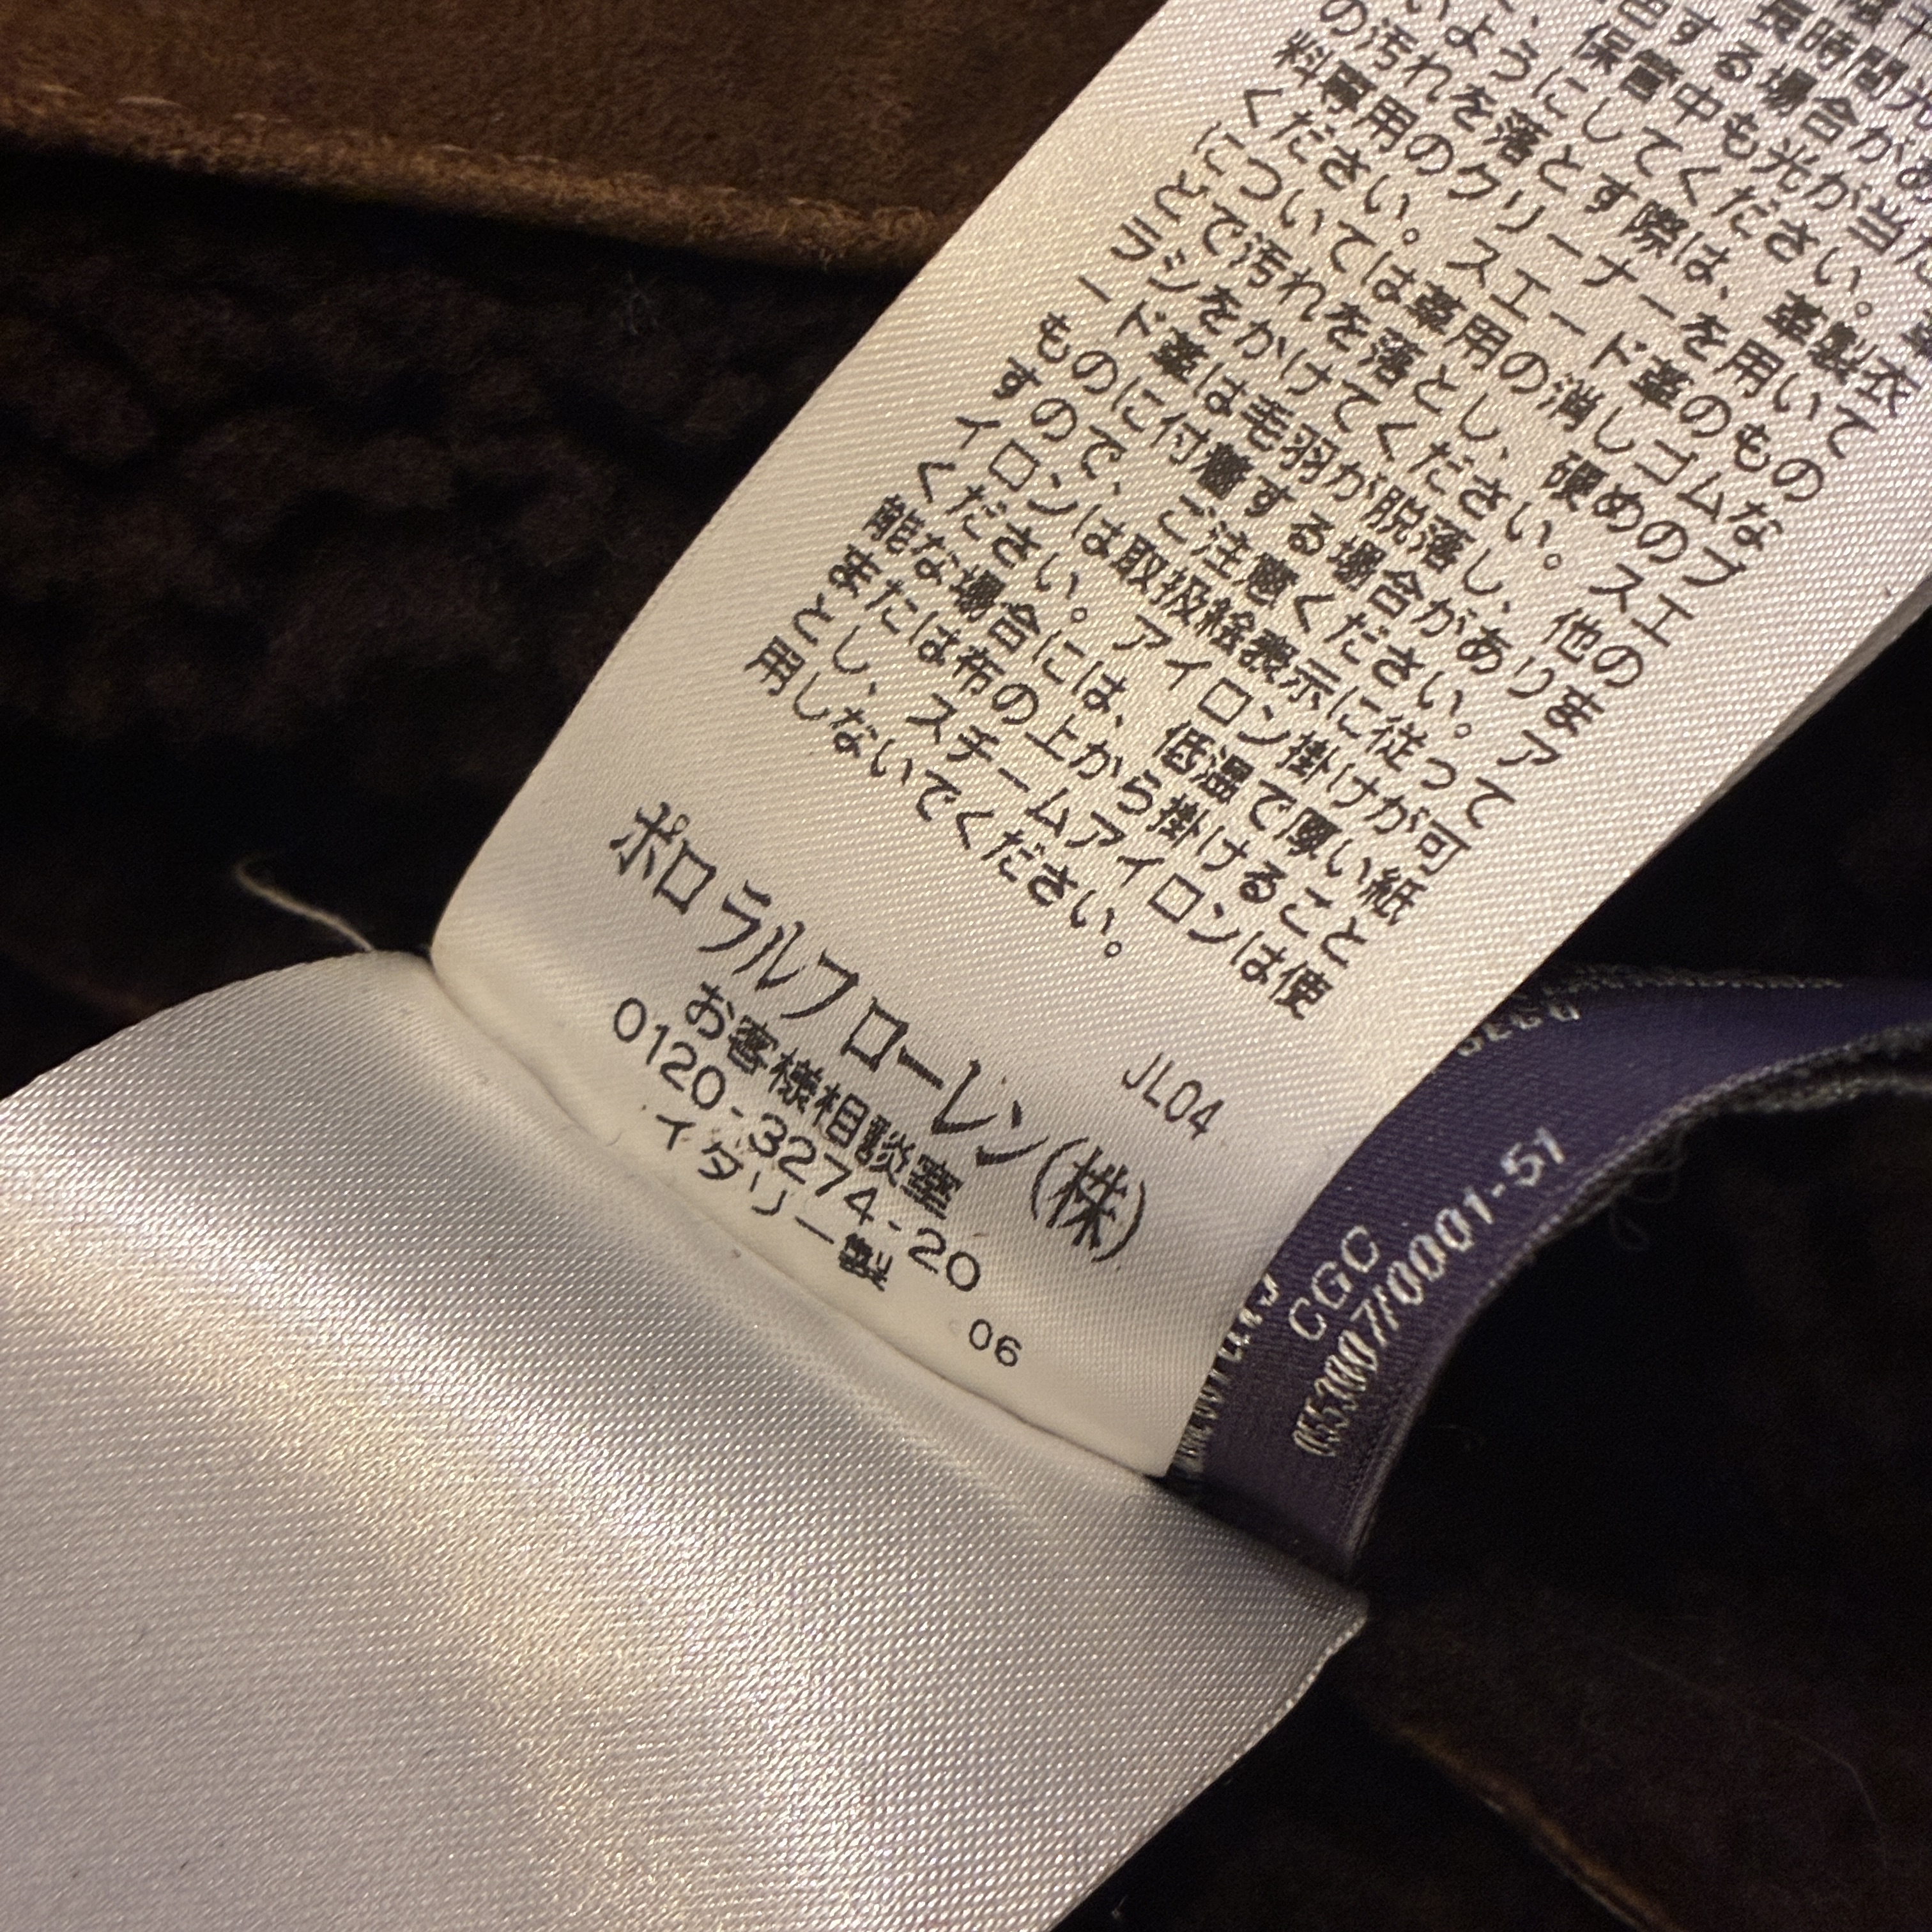 長時間光
色する場合があ
、保管中も光が当た
いようにしてください。
の汚れを落とす際は、革製衣
料専用のクリーナーを用いて
ください。スエード革のもの
については革用の消しゴムな
どで汚れを落とし、硬めのブ
ラシをかけてください。スエ
ード革は毛羽が脱落し、他の
ものに付着する場合がありま
すので、ご注意ください。ア
イロンは取扱絵表示に従って
ください。アイロン掛けが可
能な場合には、低温で厚い紙
または布の上から掛けること
とし、スチームアイロンは使
用しないでください。
JL04
ポロ ラルフ ローレン(株)
お客様相談室
0120-3274-20
イタリー製
06
CGC
0553007//0001-51